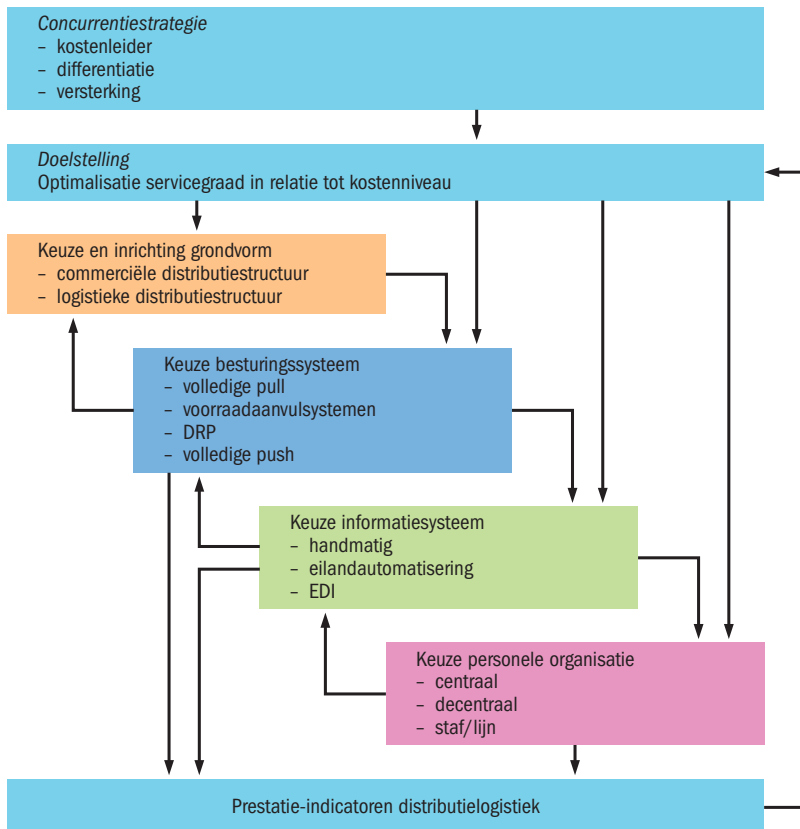 Concurrentiestrategie
– kostenleider
– differentiatie
– versterking
Doelstelling
Optimalisatie servicegraad in relatie tot kostenniveau
Keuze en inrichting grondvorm
– commerciële distributiestructuur
– logistieke distributiestructuur
Keuze besturingssysteem
– volledige pull
– voorraadaanvulsystemen
– DRP
– volledige push
Keuze informatiesysteem
– handmatig
– eilandautomatisering
– EDI
Keuze personele organisatie
– centraal
– decentraal
– staf/lijn
Prestatie-indicatoren distributielogistiek